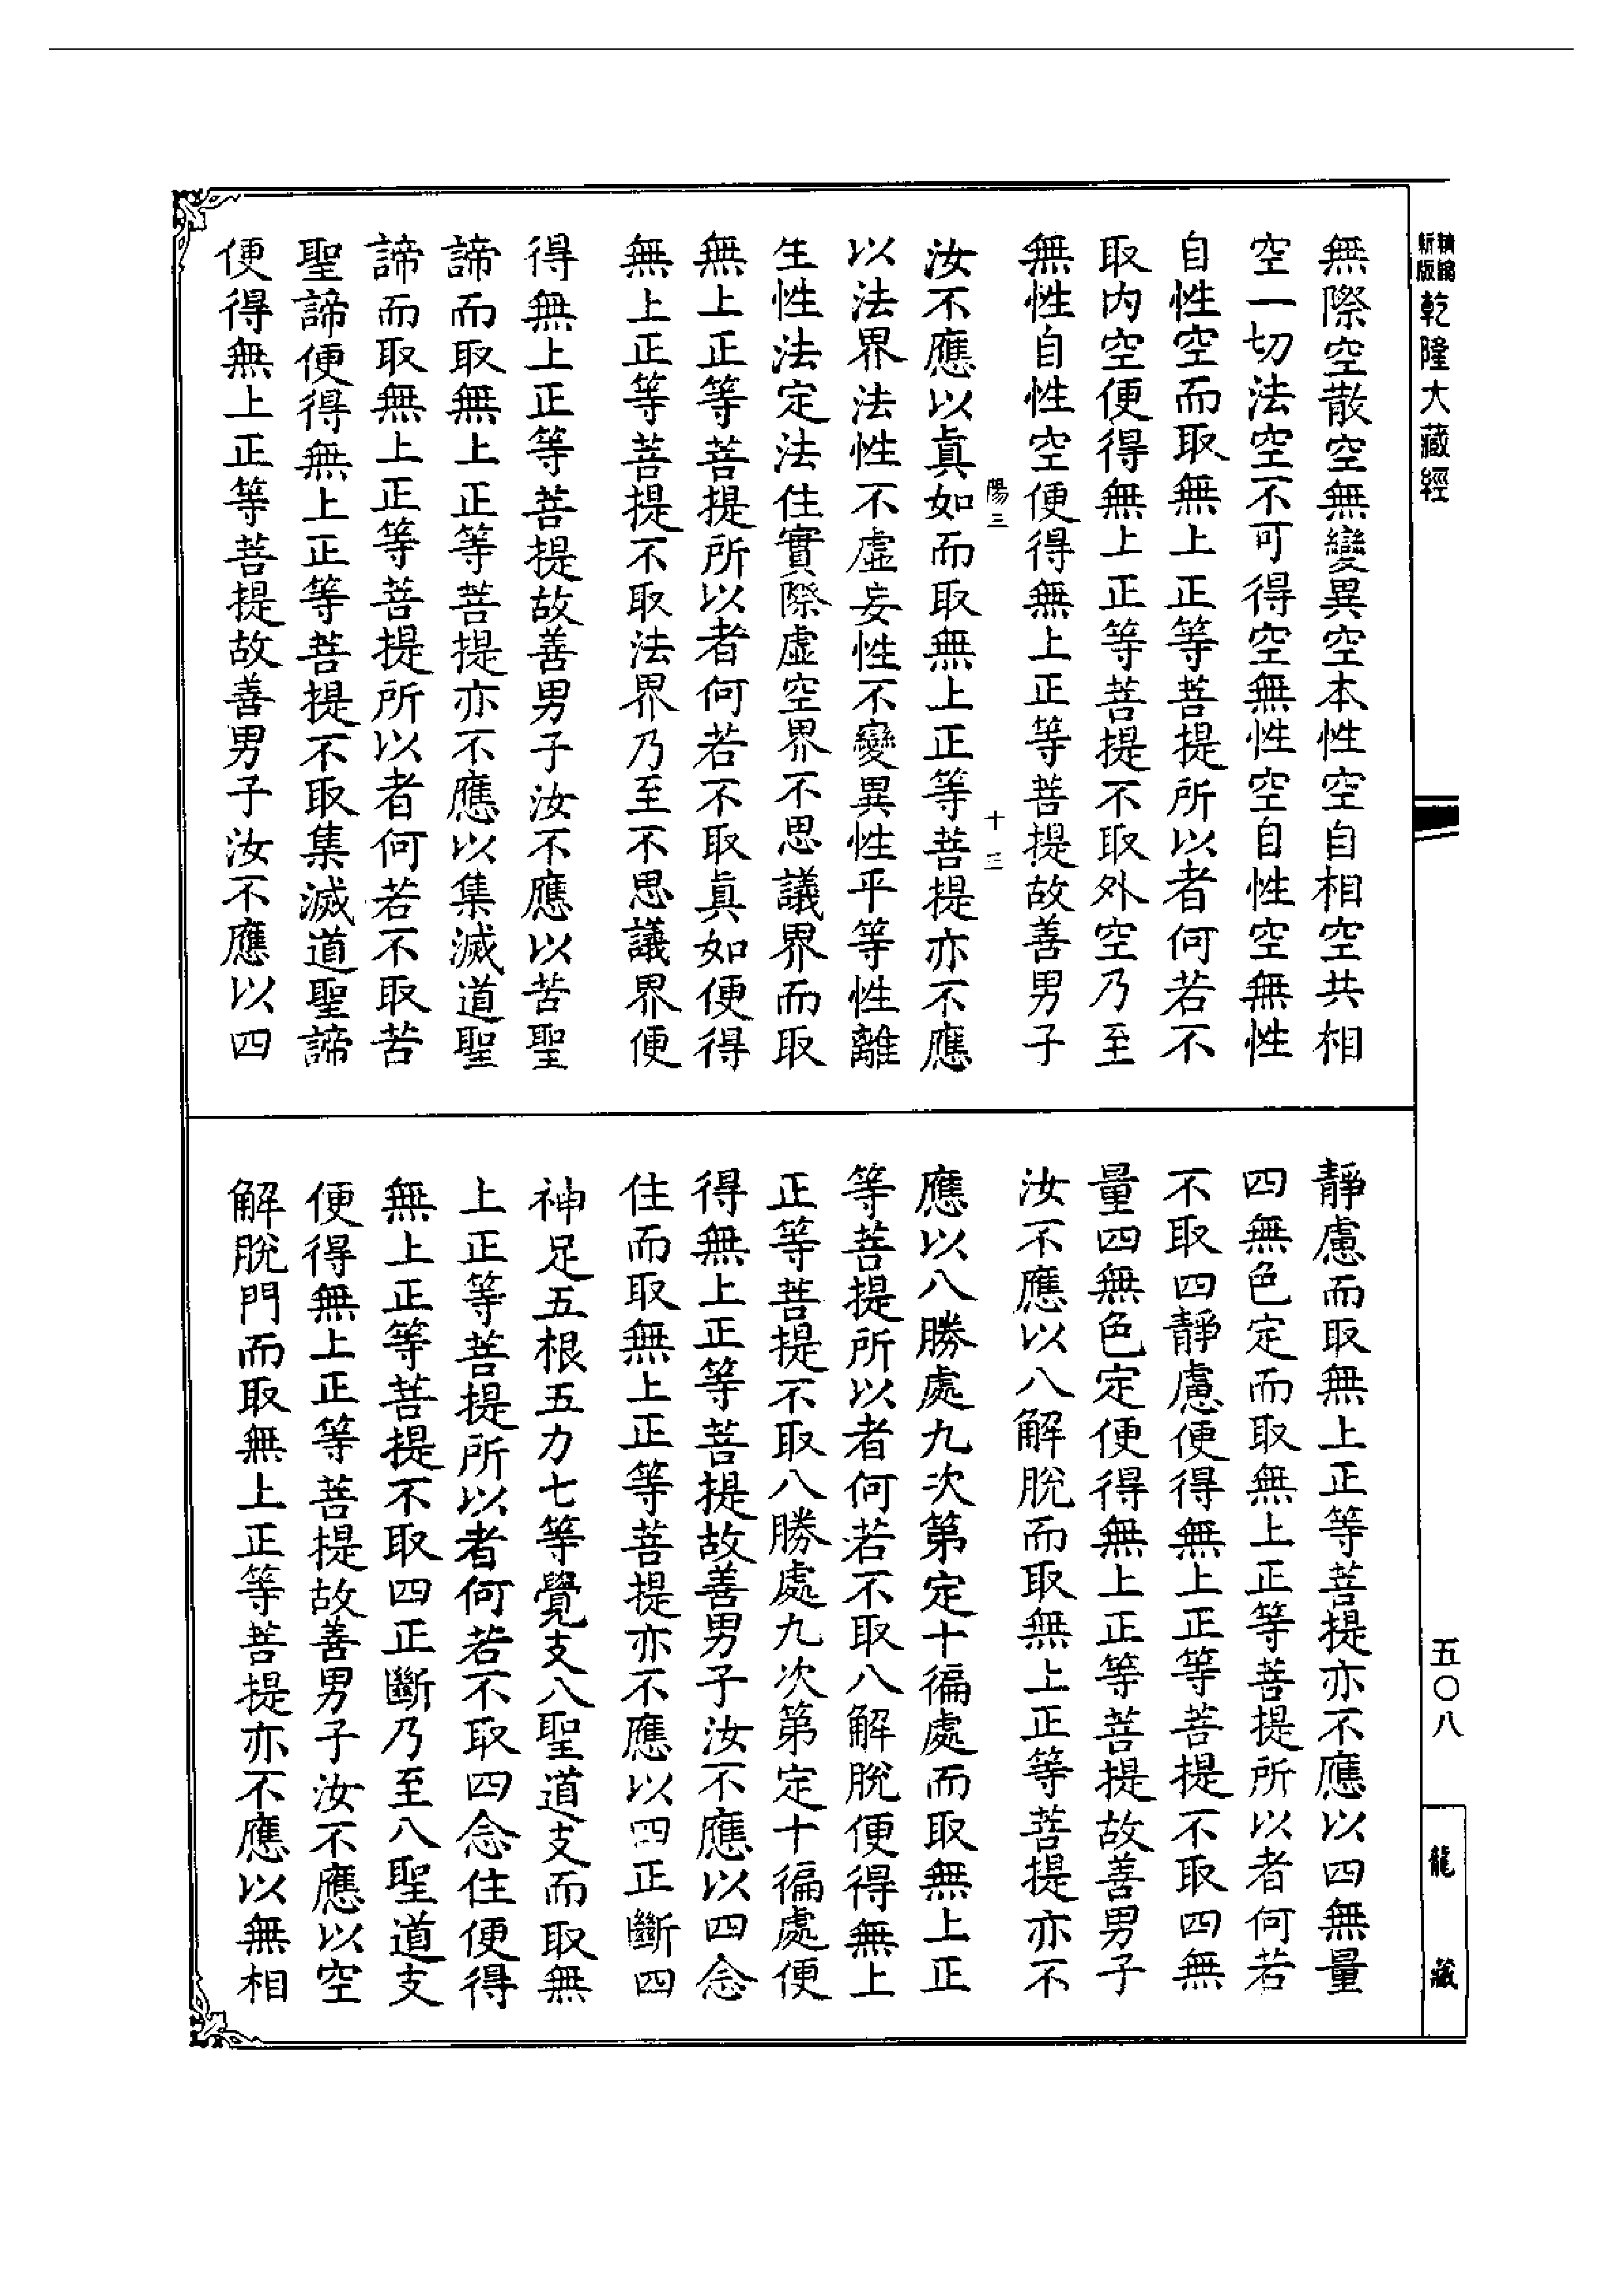 新編
新版
乾隆大藏經
無際空散空無變異空本性空自相空共相
空一切法空不可得空無性空自性空無性
自性空而取無上正等菩提所以者何若不
取內空便得無上正等菩提不取外空乃至
無性自性空便得無上正等菩提故善男子
陽三
十三
汝不應以眞如而取無上正等菩提亦不應
以法界法性不虛妄性不變異性平等性離
生性法定法住實際虛空界不思議界而取
無上正等菩提所以者何若不取眞如便得
無上正等菩提不取法界乃至不思議界便
得無上正等菩提故善男子汝不應以苦聖
諦而取無上正等菩提亦不應以集滅道聖
諦而取無上正等菩提所以者何若不取苦
聖諦便得無上正等菩提不取集滅道聖諦
便得無上正等菩提故善男子汝不應以四
靜慮而取無上正等菩提亦不應以四無量
四無色定而取無上正等菩提所以者何若
不取四靜慮便得無上正等菩提不取四無
量四無色定便得無上正等菩提故善男子
汝不應以八解脫而取無上正等菩提亦不
應以八勝處九次第定十徧處而取無上正
等菩提所以者何若不取八解脫便得無上
正等菩提不取八勝處九次第定十徧處便
得無上正等菩提故善男子汝不應以四念
住而取無上正等菩提亦不應以四正斷四
神足五根五力七等覺支八聖道支而取無
上正等菩提所以者何若不取四念住便得
無上正等菩提不取四正斷乃至八聖道支
便得無上正等菩提故善男子汝不應以空
解脫門而取無上正等菩提亦不應以無相
五〇八
龍藏